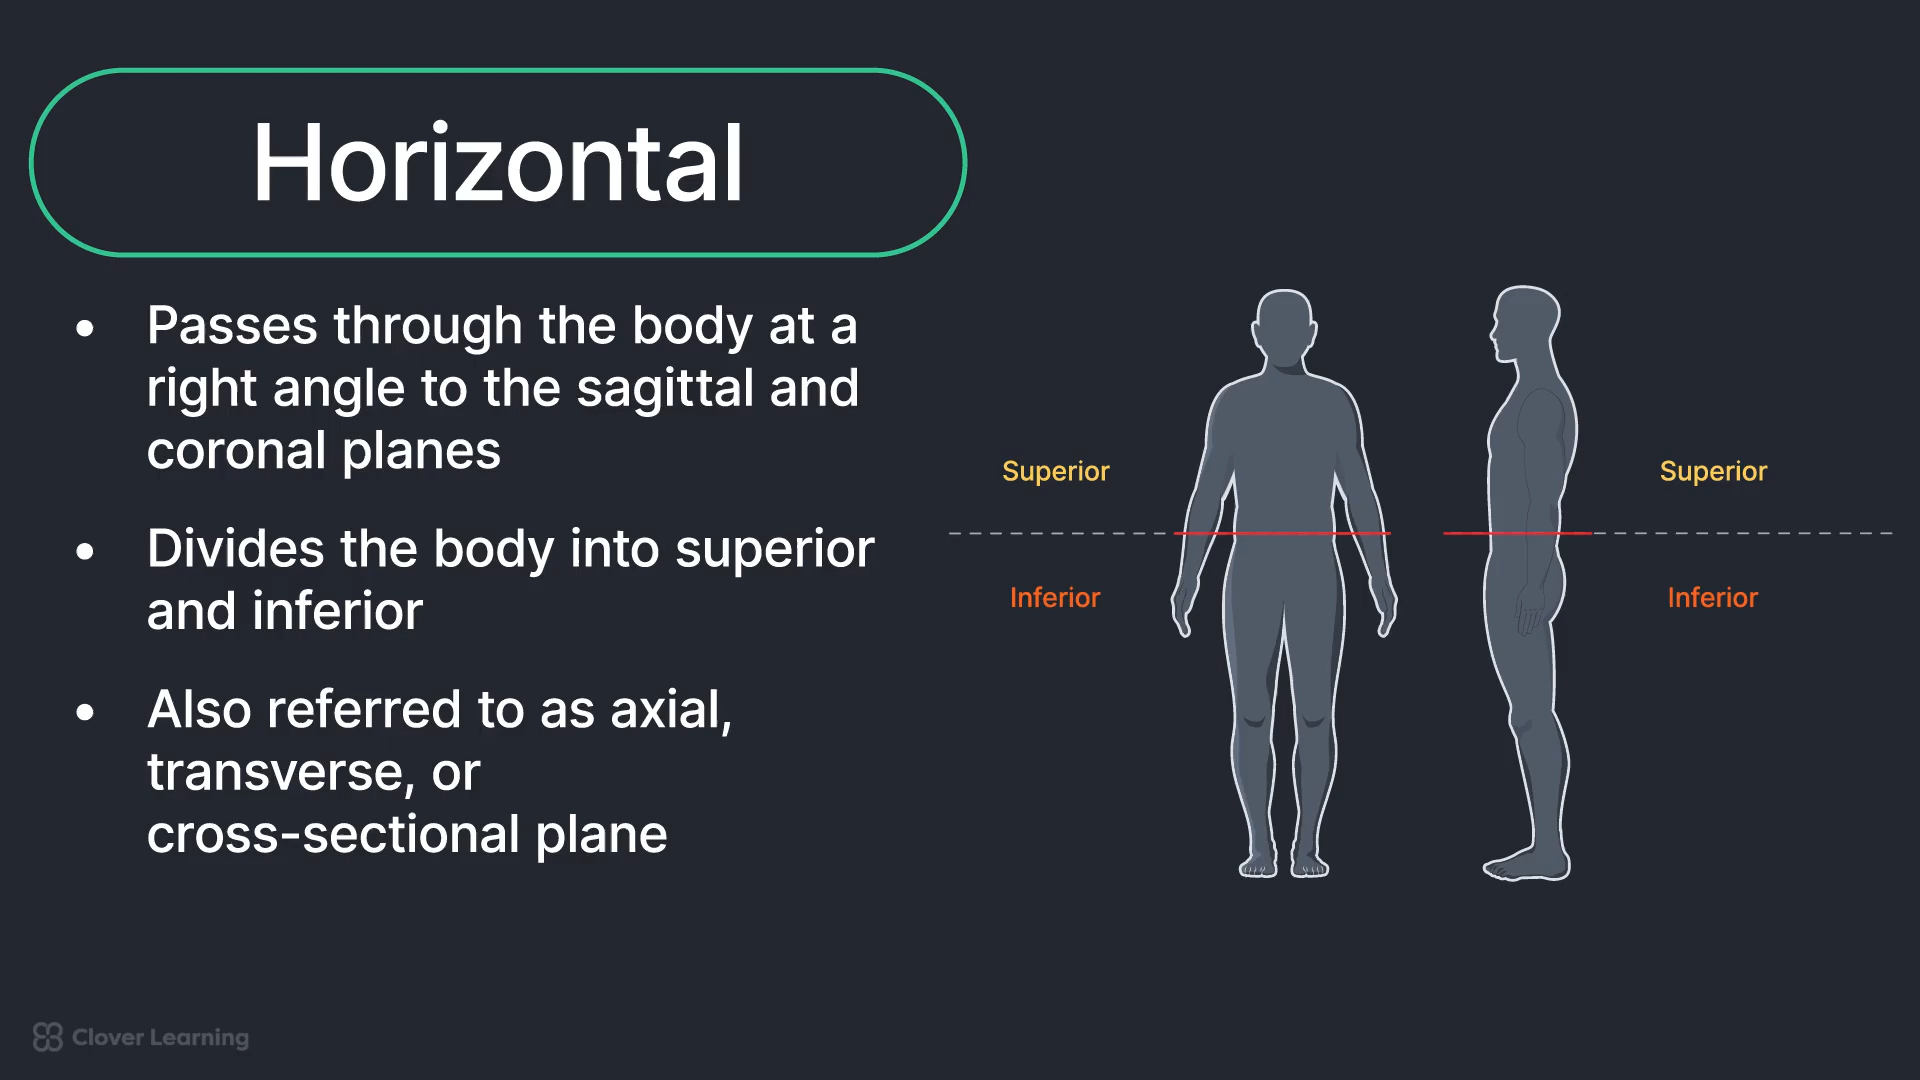 Horizontal
• Passes through the body at a
right angle to the sagittal and
coronal planes
• Divides the body into superior
and inferior
• Also referred to as axial,
transverse, or
cross-sectional plane
Superior
Inferior
Superior
Inferior
Clover Learning